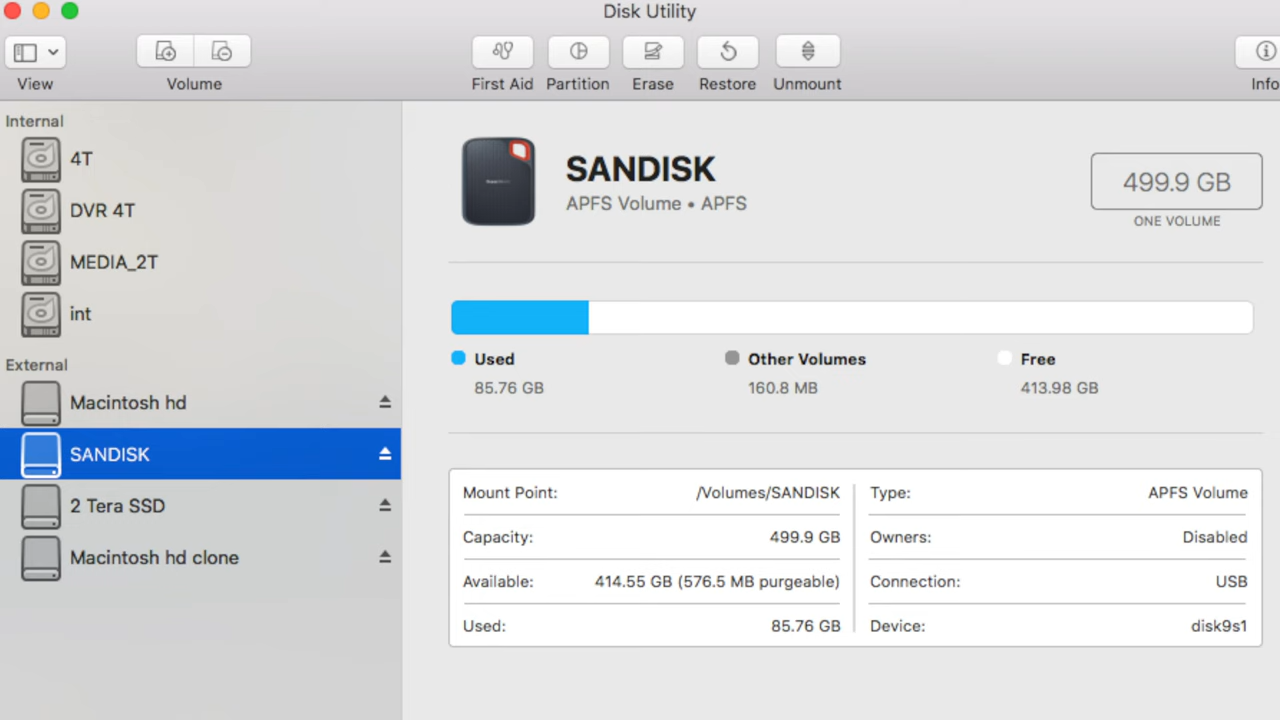 Disk Utility
View
Volume
First Aid
Partition
Erase
Restore
Unmount
Info
Internal
4T
DVR 4T
MEDIA_2T
int
External
Macintosh hd
SANDISK
2 Tera SSD
Macintosh hd clone
SANDISK
APFS Volume • APFS
499.9 GB
ONE VOLUME
Used
85.76 GB
Other Volumes
160.8 MB
Free
413.98 GB
Mount Point: /Volumes/SANDISK
Capacity: 499.9 GB
Available: 414.55 GB (576.5 MB purgeable)
Used: 85.76 GB
Type: APFS Volume
Owners: Disabled
Connection: USB
Device: disk9s1